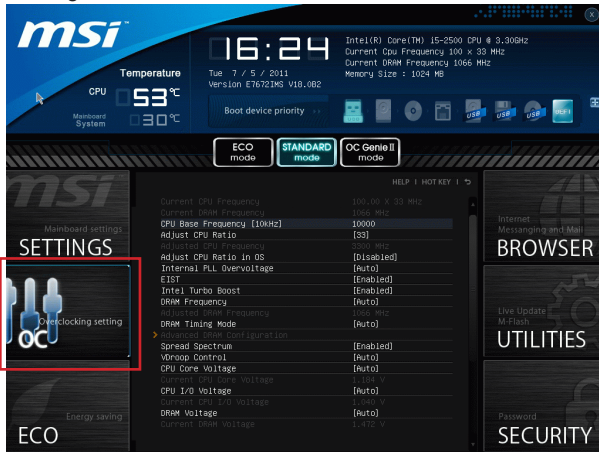 msi
16:24
Intel(R) Core(TM) i5-2500 CPU @ 3.30GHz
Current Cpu Frequency 100 x 33 MHz
Current DRAM Frequency 1066 MHz
Memory Size : 1024 MB
Temperature
Tue 7 / 5 / 2011
Version E7672IMS V18.0B2
CPU 53°C
Mainboard
System 30°C
Boot device priority
USB USB USB UEFI
ECO
mode
STANDARD
mode
OC Genie II
mode
HELP | HOT KEY |
msi
Mainboard settings
SETTINGS
Overclocking setting
OC
Energy saving
ECO
Current CPU Frequency 100.00 X 33 MHz
Current DRAM Frequency 1066 MHz
CPU Base Frequency [10kHz] 10000
Adjust CPU Ratio [33]
Adjusted CPU Frequency 3300 MHz
Adjust CPU Ratio in OS [Disabled]
Internal PLL Overvoltage [Auto]
EIST [Enabled]
Intel Turbo Boost [Enabled]
DRAM Frequency [Auto]
Adjusted DRAM Frequency 1066 MHz
DRAM Timing Mode [Auto]
> Advanced DRAM Configuration
Spread Spectrum [Enabled]
VDroop Control [Auto]
CPU Core Voltage [Auto]
Current CPU Core Voltage 1.184 V
CPU I/O Voltage [Auto]
Current CPU I/O Voltage 1.040 V
DRAM Voltage [Auto]
Current DRAM Voltage 1.472 V
Internet
Messanging and Mail
BROWSER
Live Update
M-Flash
UTILITIES
Password
SECURITY